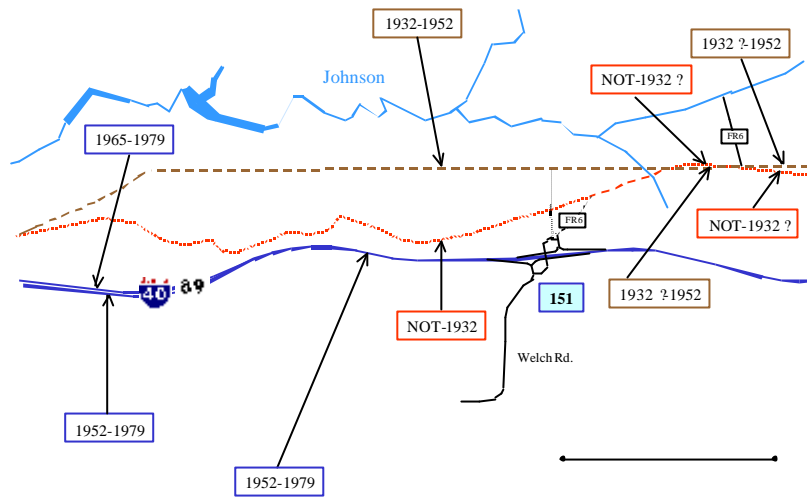 1932-1952
1932 ?-1952
NOT-1932 ?
Johnson
FR6
1965-1979
FR6
NOT-1932 ?
40
89
151
1932 ?-1952
NOT-1932
Welch Rd.
1952-1979
1952-1979